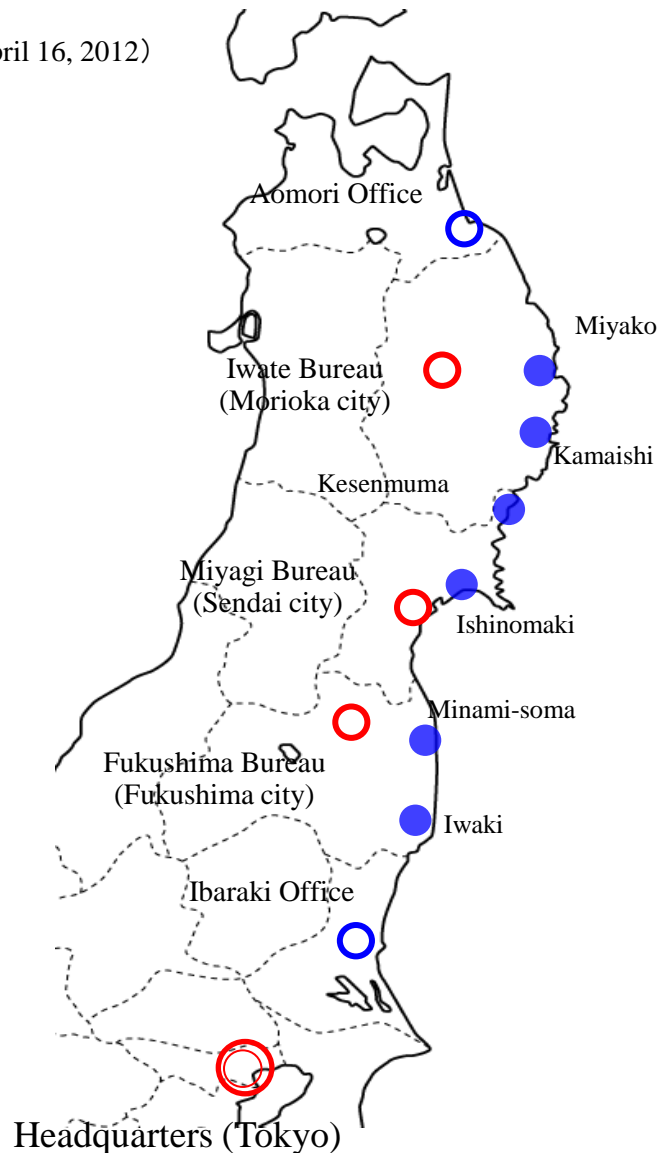 ril 16, 2012）
Aomori Office
Miyako
Iwate Bureau
(Morioka city)
Kamaishi
Kesenmuma
Miyagi Bureau
(Sendai city)
Ishinomaki
Minami-soma
Fukushima Bureau
(Fukushima city)
Iwaki
Ibaraki Office
Headquarters (Tokyo)